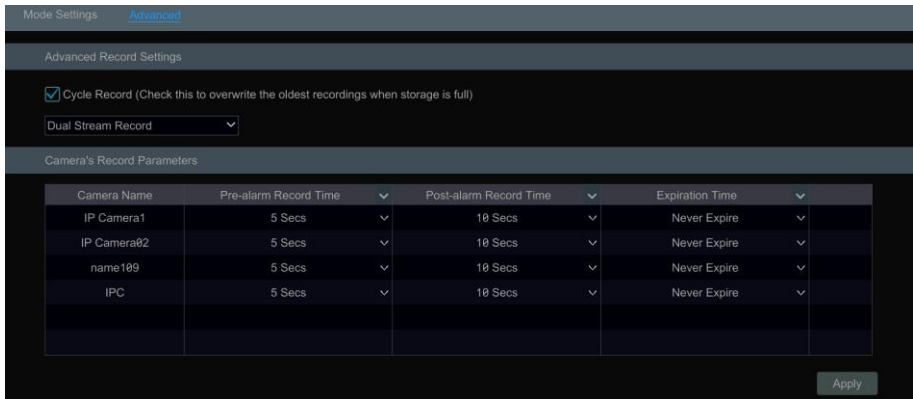 Mode Settings Advanced
Advanced Record Settings
Cycle Record (Check this to overwrite the oldest recordings when storage is full)
Dual Stream Record
Camera's Record Parameters
Camera Name Pre-alarm Record Time Post-alarm Record Time Expiration Time
IP Camera1 5 Secs 10 Secs Never Expire
IP Camera02 5 Secs 10 Secs Never Expire
name109 5 Secs 10 Secs Never Expire
IPC 5 Secs 10 Secs Never Expire
Apply